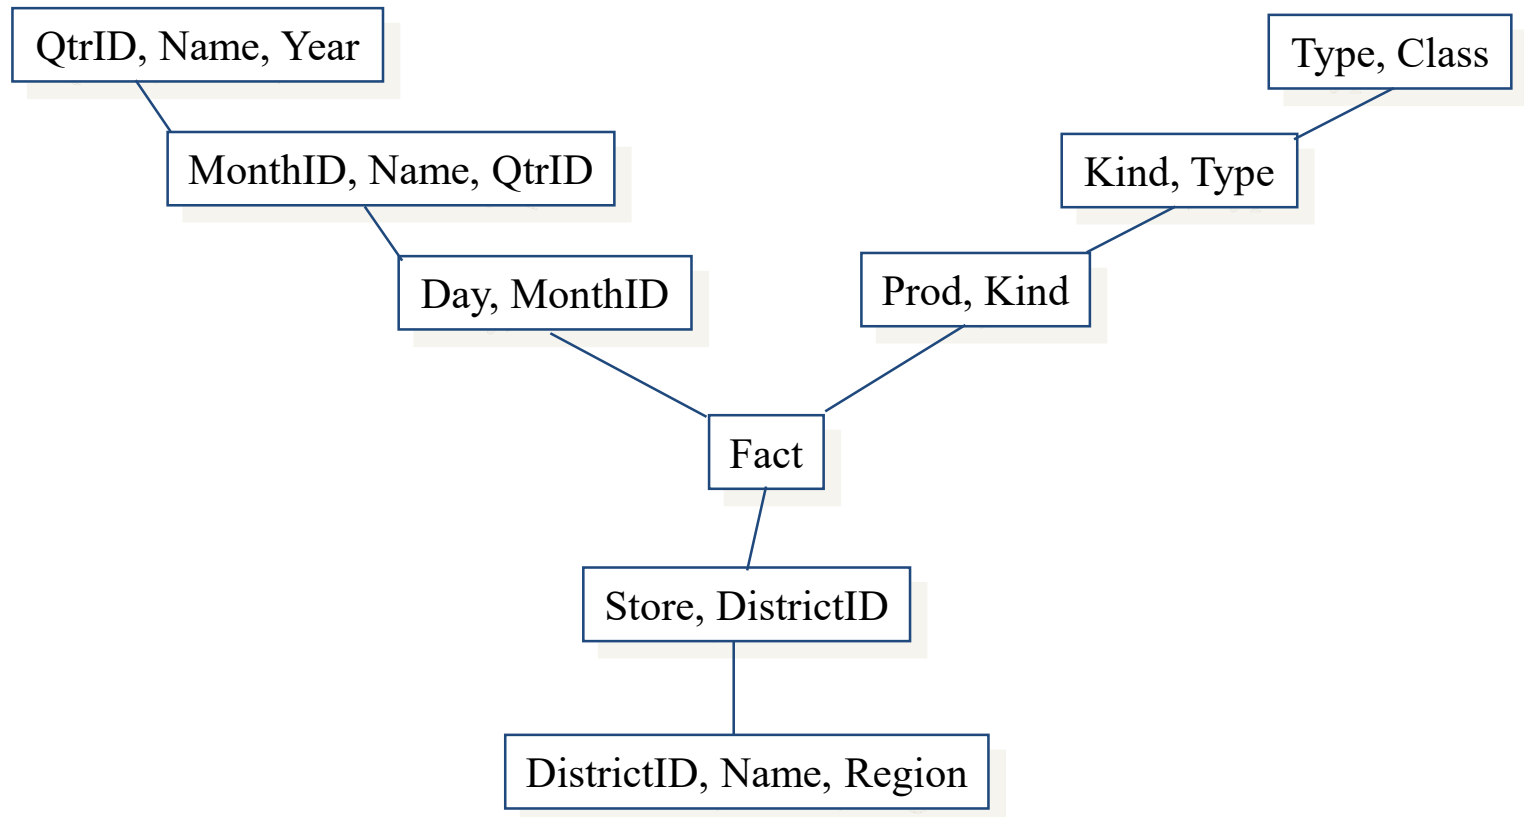 QtrID, Name, Year
Type, Class
MonthID, Name, QtrID
Kind, Type
Day, MonthID
Prod, Kind
Fact
Store, DistrictID
DistrictID, Name, Region